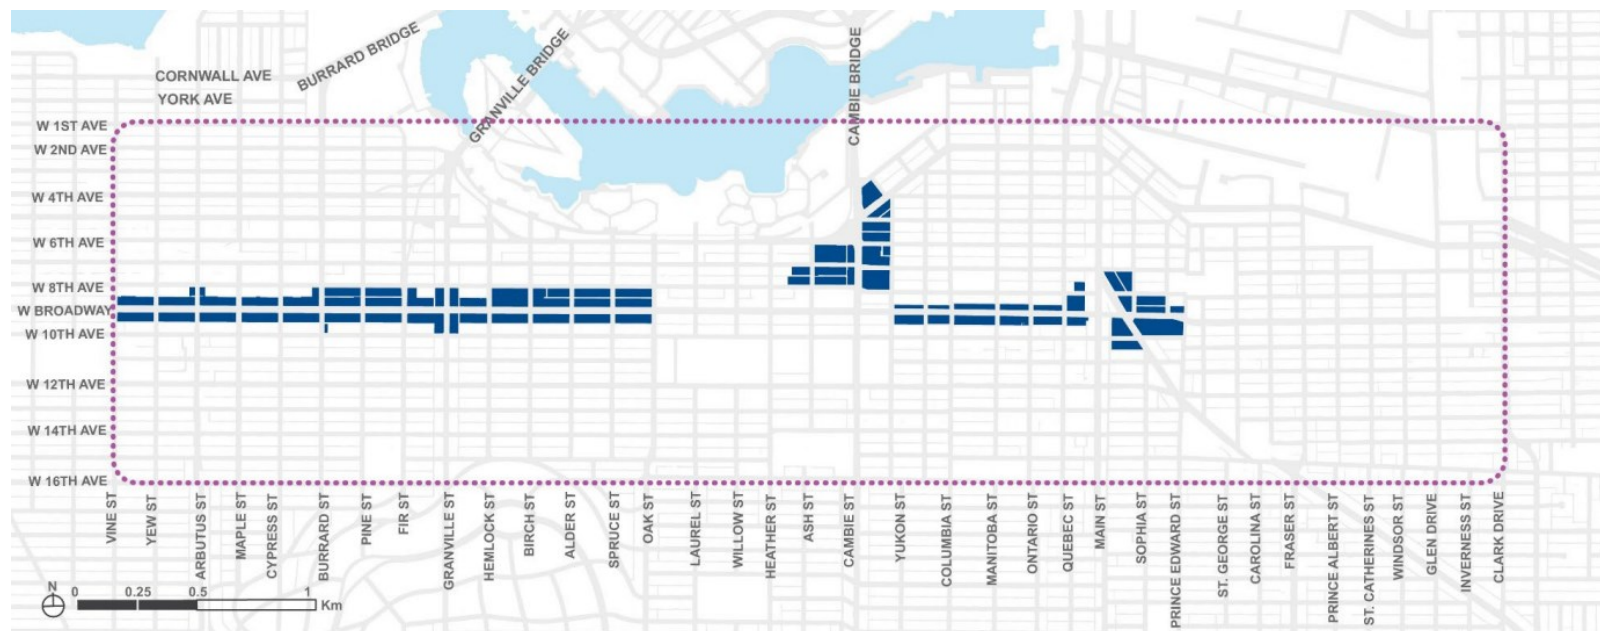 BURRARD BRIDGE
GRANVILLE BRIDGE
CAMBIE BRIDGE
CORNWALL AVE
YORK AVE
W 1ST AVE
W 2ND AVE
W 4TH AVE
W 6TH AVE
W 8TH AVE
W BROADWAY
W 10TH AVE
W 12TH AVE
W 14TH AVE
W 16TH AVE
VINE ST
YEW ST
ARBUTUS ST
MAPLE ST
CYPRESS ST
BURRARD ST
PINE ST
FIR ST
GRANVILLE ST
HEMLOCK ST
BIRCH ST
ALDER ST
SPRUCE ST
OAK ST
LAUREL ST
WILLOW ST
HEATHER ST
ASH ST
CAMBIE ST
YUKON ST
COLUMBIA ST
MANITOBA ST
ONTARIO ST
QUEBEC ST
MAIN ST
SOPHIA ST
PRINCE EDWARD ST
ST. GEORGE ST
CAROLINA ST
FRASER ST
PRINCE ALBERT ST
ST. CATHERINES ST
WINDSOR ST
GLEN DRIVE
INVERNESS ST
CLARK DRIVE
N
0 0.25 0.5 1
Km